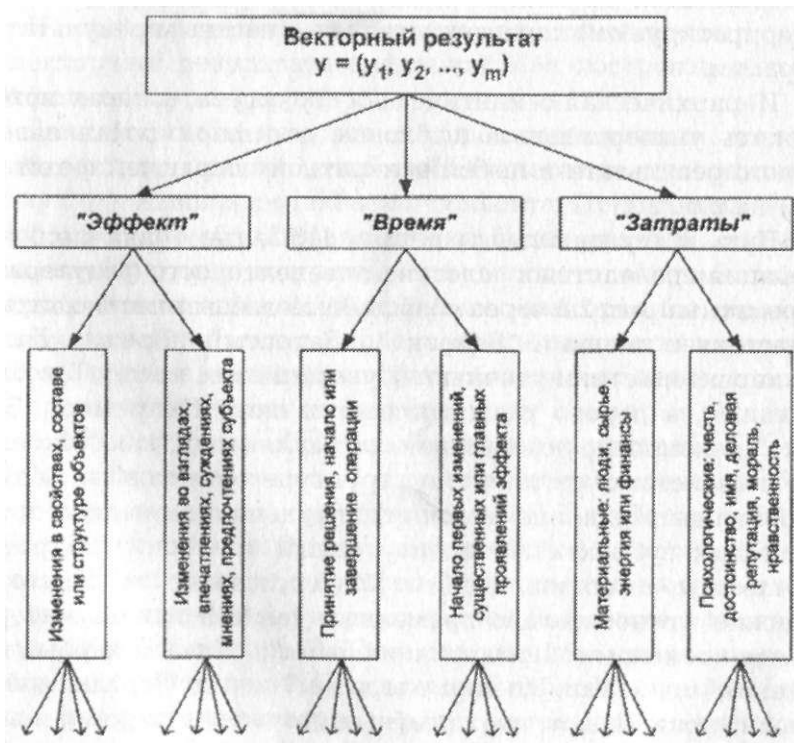 Векторный результат
y = (y₁, y₂, ..., yₘ)
"Эффект"
"Время"
"Затраты"
Изменения в свойствах, составе
или структуре объектов
Изменения во взглядах,
впечатлениях, суждениях,
мнениях, предпочтениях субъекта
Принятие решения, начало или
завершение операции
Начало первых изменений,
существенных или главных
проявлений эффекта
Материальные: люди, сырье,
энергия или финансы
Психологические: честь,
достоинство, имя, деловая
репутация, мораль,
нравственность